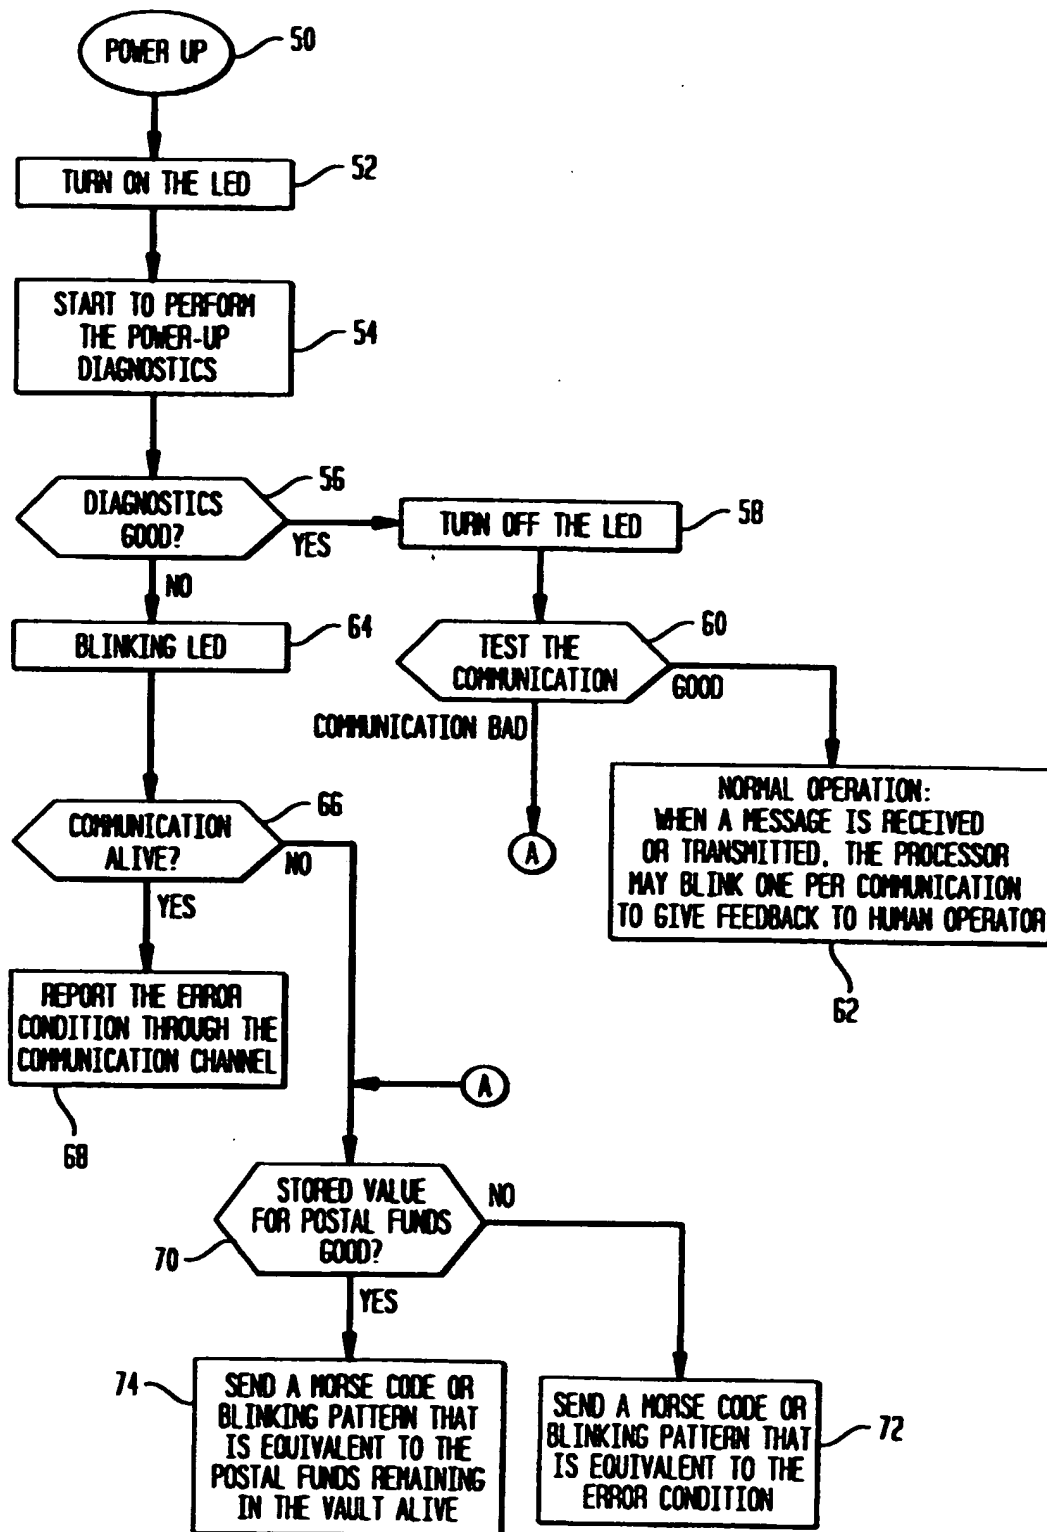 POWER UP
50
TURN ON THE LED
52
START TO PERFORM
THE POWER-UP
DIAGNOSTICS
54
DIAGNOSTICS
GOOD?
56
YES
NO
TURN OFF THE LED
58
BLINKING LED
64
TEST THE
COMMUNICATION
60
GOOD
COMMUNICATION BAD
A
NORMAL OPERATION:
WHEN A MESSAGE IS RECEIVED
OR TRANSMITTED, THE PROCESSOR
MAY BLINK ONE PER COMMUNICATION
TO GIVE FEEDBACK TO HUMAN OPERATOR
62
COMMUNICATION
ALIVE?
66
NO
YES
REPORT THE ERROR
CONDITION THROUGH THE
COMMUNICATION CHANNEL
68
A
STORED VALUE
FOR POSTAL FUNDS
GOOD?
70
NO
YES
74
SEND A MORSE CODE OR
BLINKING PATTERN THAT
IS EQUIVALENT TO THE
POSTAL FUNDS REMAINING
IN THE VAULT ALIVE
SEND A MORSE CODE OR
BLINKING PATTERN THAT
IS EQUIVALENT TO THE
ERROR CONDITION
72